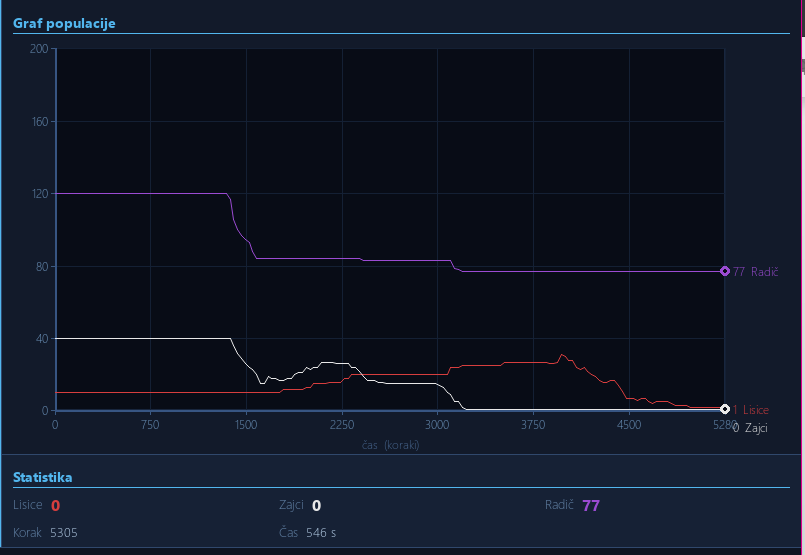 Graf populacije
200
160
120
80
40
0
77 Radič
1 Lisice
0 Zajci
0 750 1500 2250 3000 3750 4500 5280
čas (koraki)
Statistika
Lisice 0 Zajci 0 Radič 77
Korak 5305 Čas 546 s